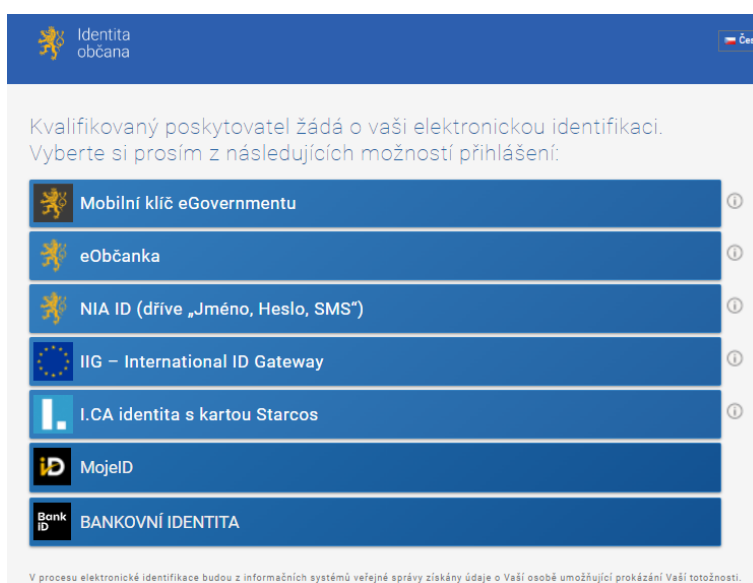 Identita
občana
Kvalifikovaný poskytovatel žádá o vaši elektronickou identifikaci.
Vyberte si prosím z následujících možností přihlášení:
Mobilní klíč eGovernmentu
eObčanka
NIA ID (dříve „Jméno, Heslo, SMS“)
IIG – International ID Gateway
I.CA identita s kartou Starcos
iD MojeID
Bank iD BANKOVNÍ IDENTITA
V procesu elektronické identifikace budou z informačních systémů veřejné správy získány údaje o Vaší osobě umožňující prokázání Vaší totožnosti.